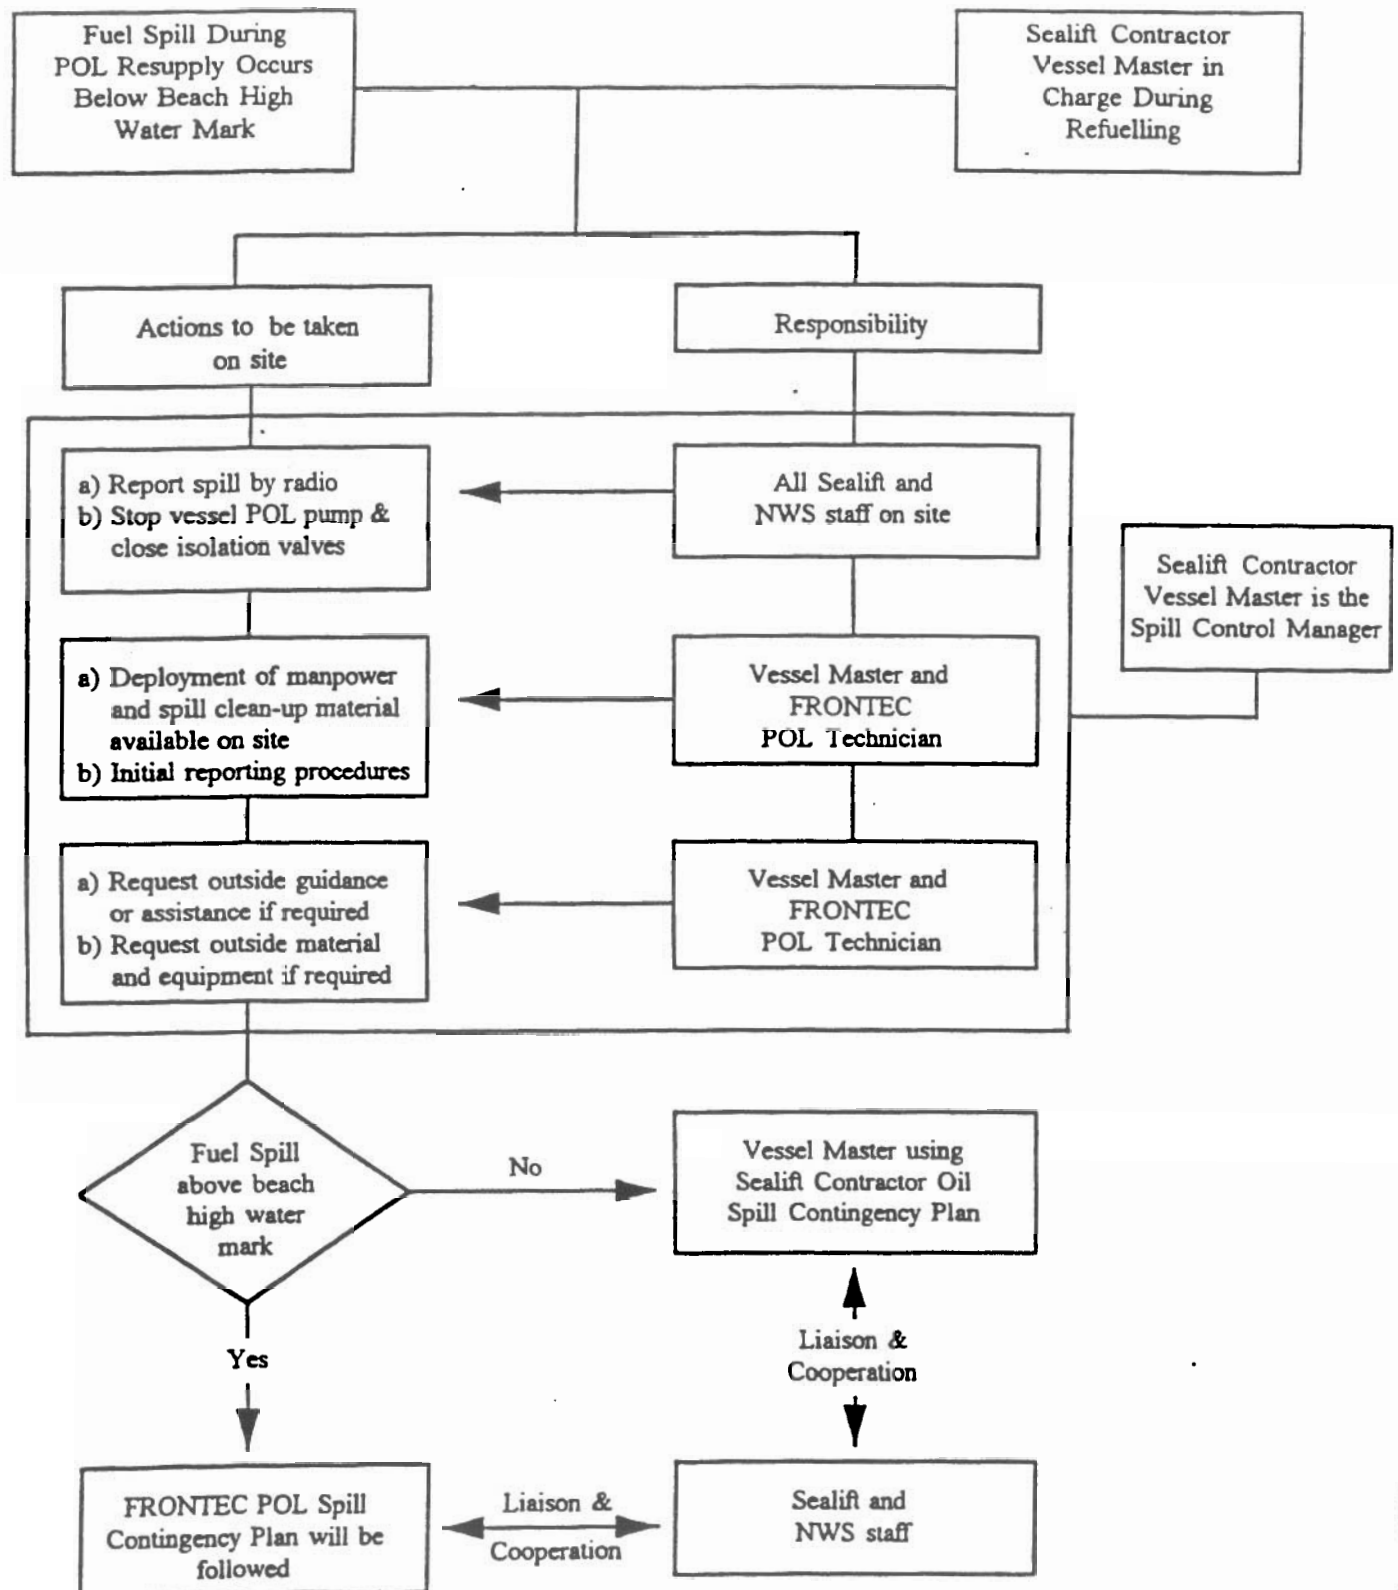 Fuel Spill During
POL Resupply Occurs
Below Beach High
Water Mark
Sealift Contractor
Vessel Master in
Charge During
Refuelling
Actions to be taken
on site
Responsibility
a) Report spill by radio
b) Stop vessel POL pump &
close isolation valves
All Sealift and
NWS staff on site
Sealift Contractor
Vessel Master is the
Spill Control Manager
a) Deployment of manpower
and spill clean-up material
available on site
b) Initial reporting procedures
Vessel Master and
FRONTEC
POL Technician
a) Request outside guidance
or assistance if required
b) Request outside material
and equipment if required
Vessel Master and
FRONTEC
POL Technician
Fuel Spill
above beach
high water
mark
No
Vessel Master using
Sealift Contractor Oil
Spill Contingency Plan
Yes
Liaison &
Cooperation
FRONTEC POL Spill
Contingency Plan will be
followed
Liaison &
Cooperation
Sealift and
NWS staff